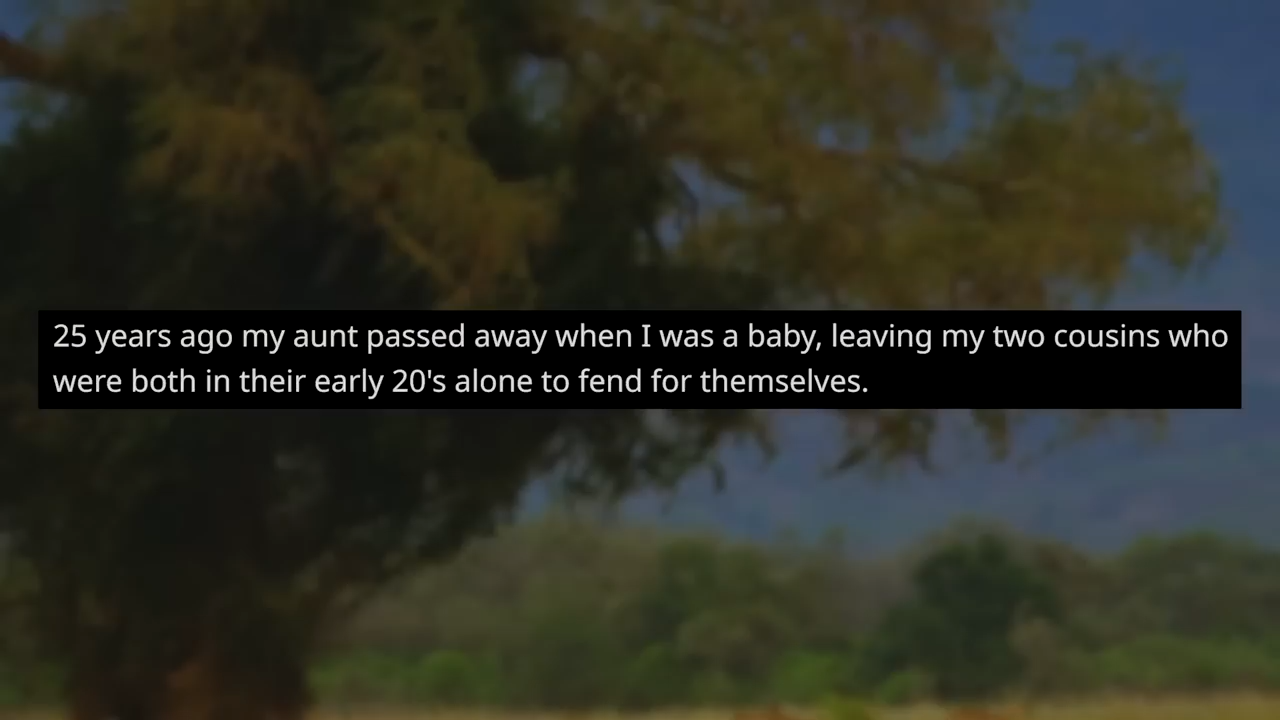 25 years ago my aunt passed away when I was a baby, leaving my two cousins who
were both in their early 20's alone to fend for themselves.